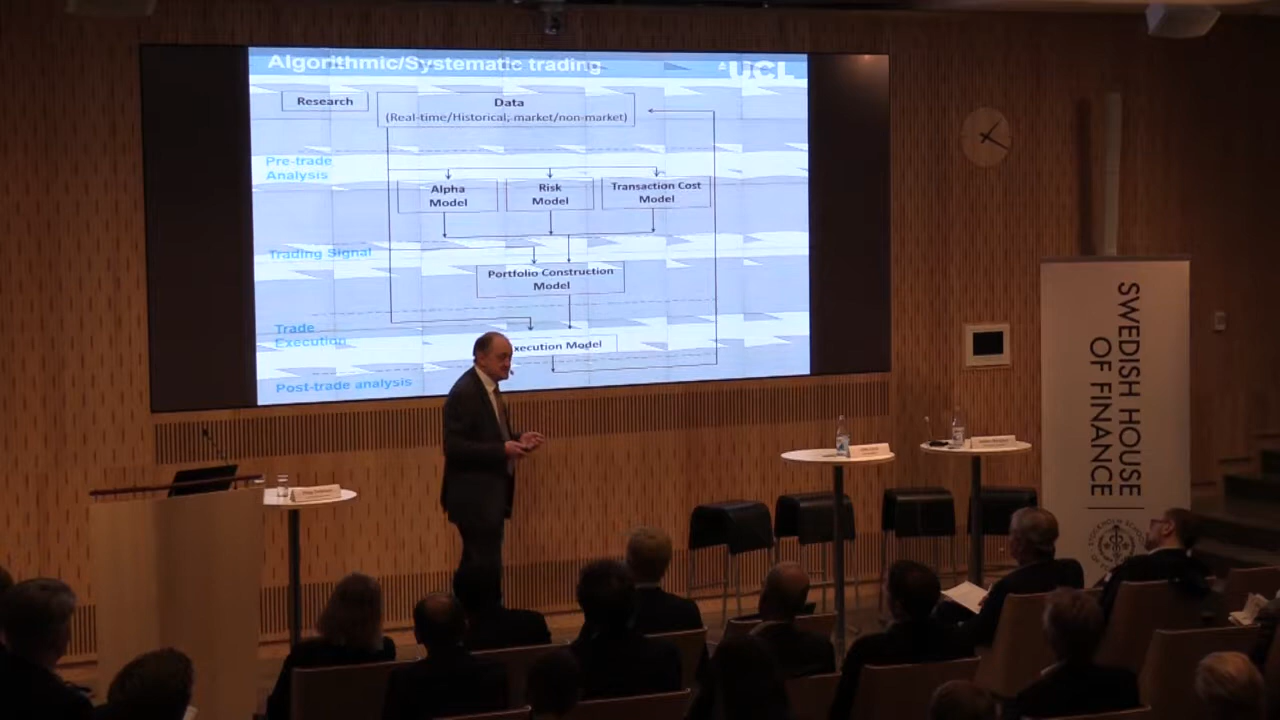 Algorithmic/Systematic trading
UCL
Research
Data
(Real-time/Historical; market/non-market)
Pre-trade
Analysis
Alpha
Model
Risk
Model
Transaction Cost
Model
Trading Signal
Portfolio Construction
Model
Trade
Execution
xecution Model
Post-trade analysis
SWEDISH HOUSE
OF FINANCE